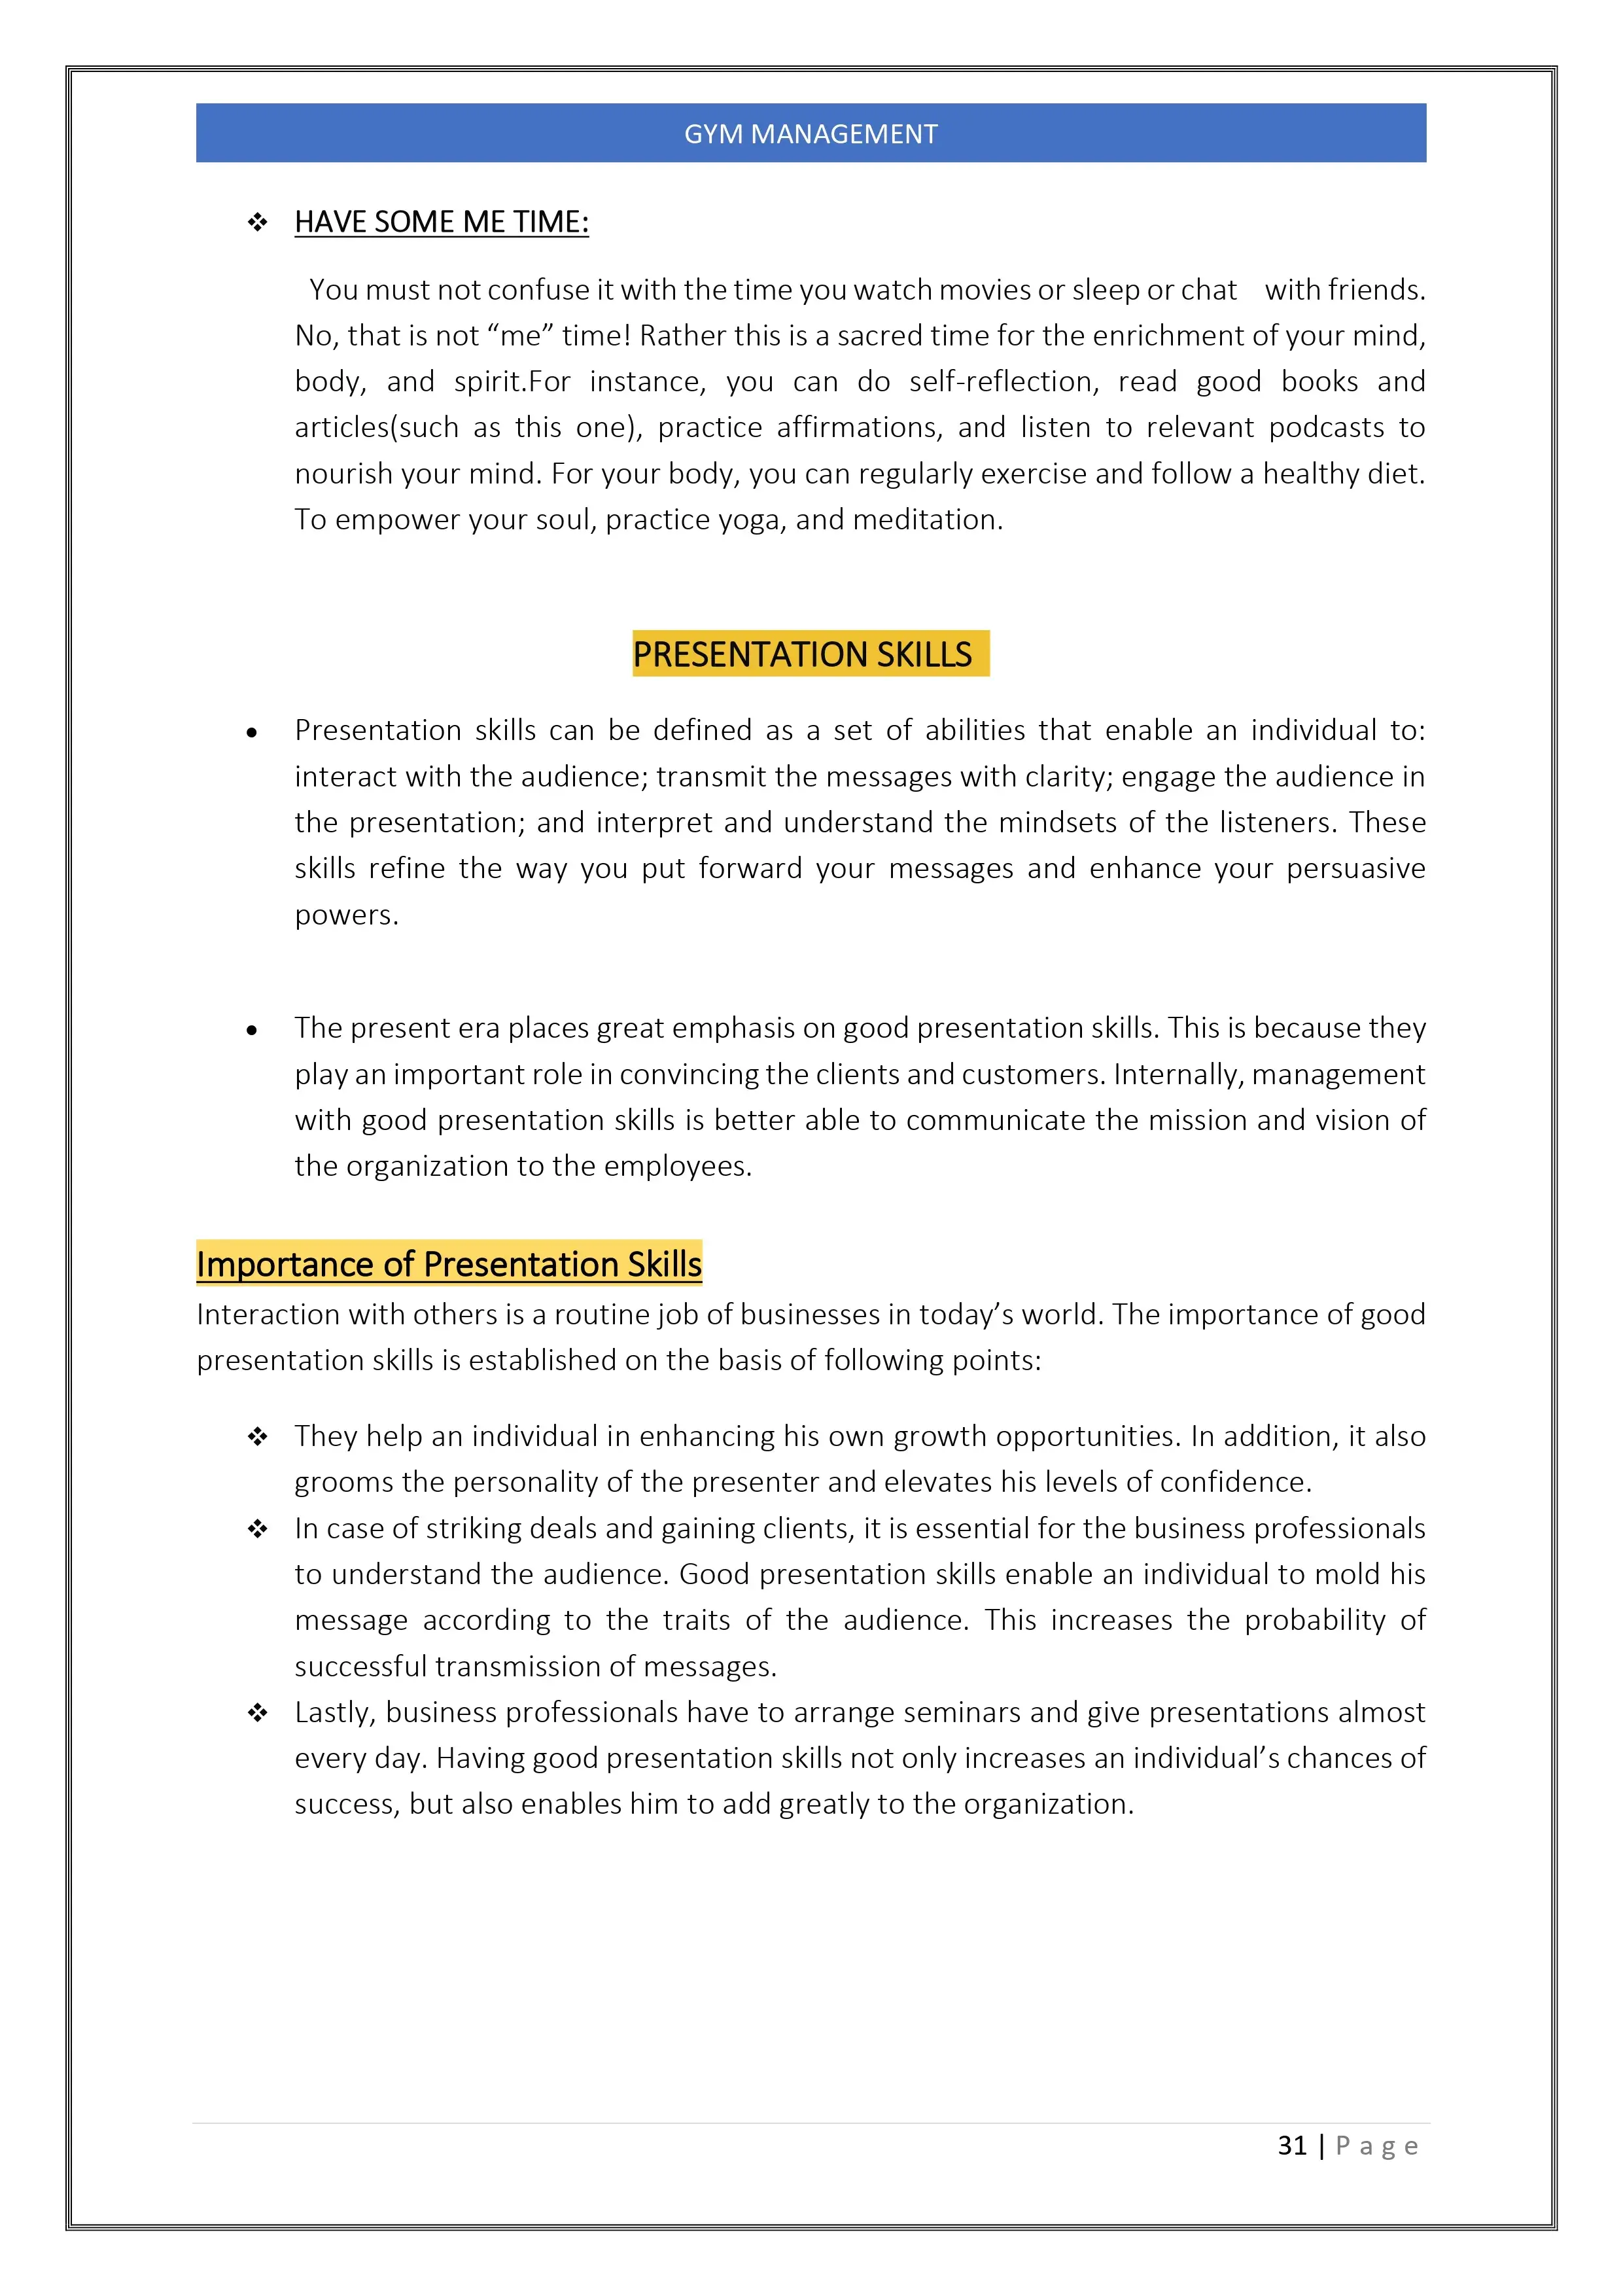 GYM MANAGEMENT
❖ HAVE SOME ME TIME:
You must not confuse it with the time you watch movies or sleep or chat with friends.
No, that is not “me” time! Rather this is a sacred time for the enrichment of your mind,
body, and spirit.For instance, you can do self-reflection, read good books and
articles(such as this one), practice affirmations, and listen to relevant podcasts to
nourish your mind. For your body, you can regularly exercise and follow a healthy diet.
To empower your soul, practice yoga, and meditation.
PRESENTATION SKILLS
• Presentation skills can be defined as a set of abilities that enable an individual to:
interact with the audience; transmit the messages with clarity; engage the audience in
the presentation; and interpret and understand the mindsets of the listeners. These
skills refine the way you put forward your messages and enhance your persuasive
powers.
• The present era places great emphasis on good presentation skills. This is because they
play an important role in convincing the clients and customers. Internally, management
with good presentation skills is better able to communicate the mission and vision of
the organization to the employees.
Importance of Presentation Skills
Interaction with others is a routine job of businesses in today’s world. The importance of good
presentation skills is established on the basis of following points:
❖ They help an individual in enhancing his own growth opportunities. In addition, it also
grooms the personality of the presenter and elevates his levels of confidence.
❖ In case of striking deals and gaining clients, it is essential for the business professionals
to understand the audience. Good presentation skills enable an individual to mold his
message according to the traits of the audience. This increases the probability of
successful transmission of messages.
❖ Lastly, business professionals have to arrange seminars and give presentations almost
every day. Having good presentation skills not only increases an individual’s chances of
success, but also enables him to add greatly to the organization.
31 | Page